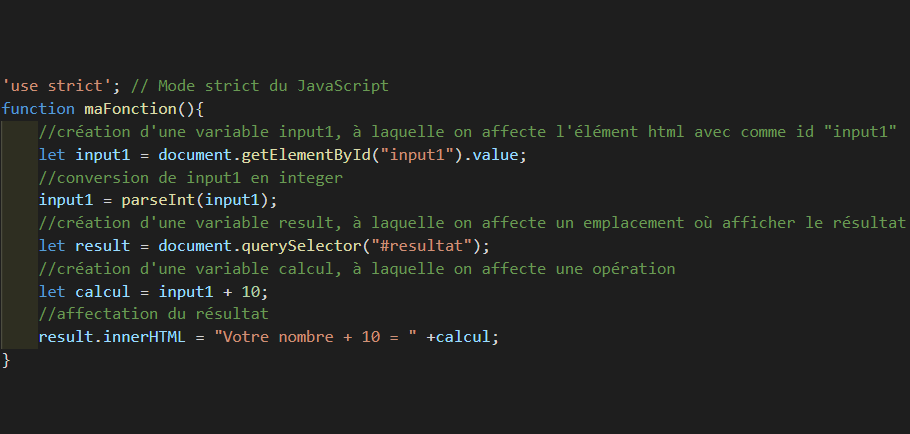 'use strict'; // Mode strict du JavaScript
function maFonction(){
//création d'une variable input1, à laquelle on affecte l'élément html avec comme id "input1"
let input1 = document.getElementById("input1").value;
//conversion de input1 en integer
input1 = parseInt(input1);
//création d'une variable result, à laquelle on affecte un emplacement où afficher le résultat
let result = document.querySelector("#resultat");
//création d'une variable calcul, à laquelle on affecte une opération
let calcul = input1 + 10;
//affectation du résultat
result.innerHTML = "Votre nombre + 10 = " +calcul;
}